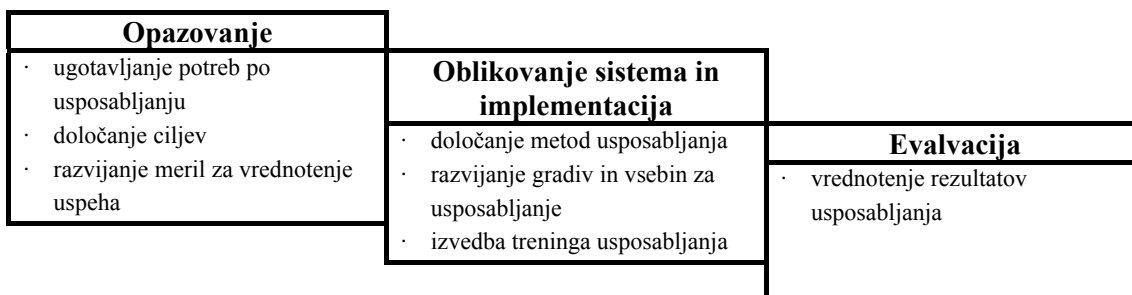 Opazovanje
· ugotavljanje potreb po
usposabljanju
· določanje ciljev
· razvijanje meril za vrednotenje
uspeha
Oblikovanje sistema in
implementacija
· določanje metod usposabljanja
· razvijanje gradiv in vsebin za
usposabljanje
· izvedba treninga usposabljanja
Evalvacija
· vrednotenje rezultatov
usposabljanja